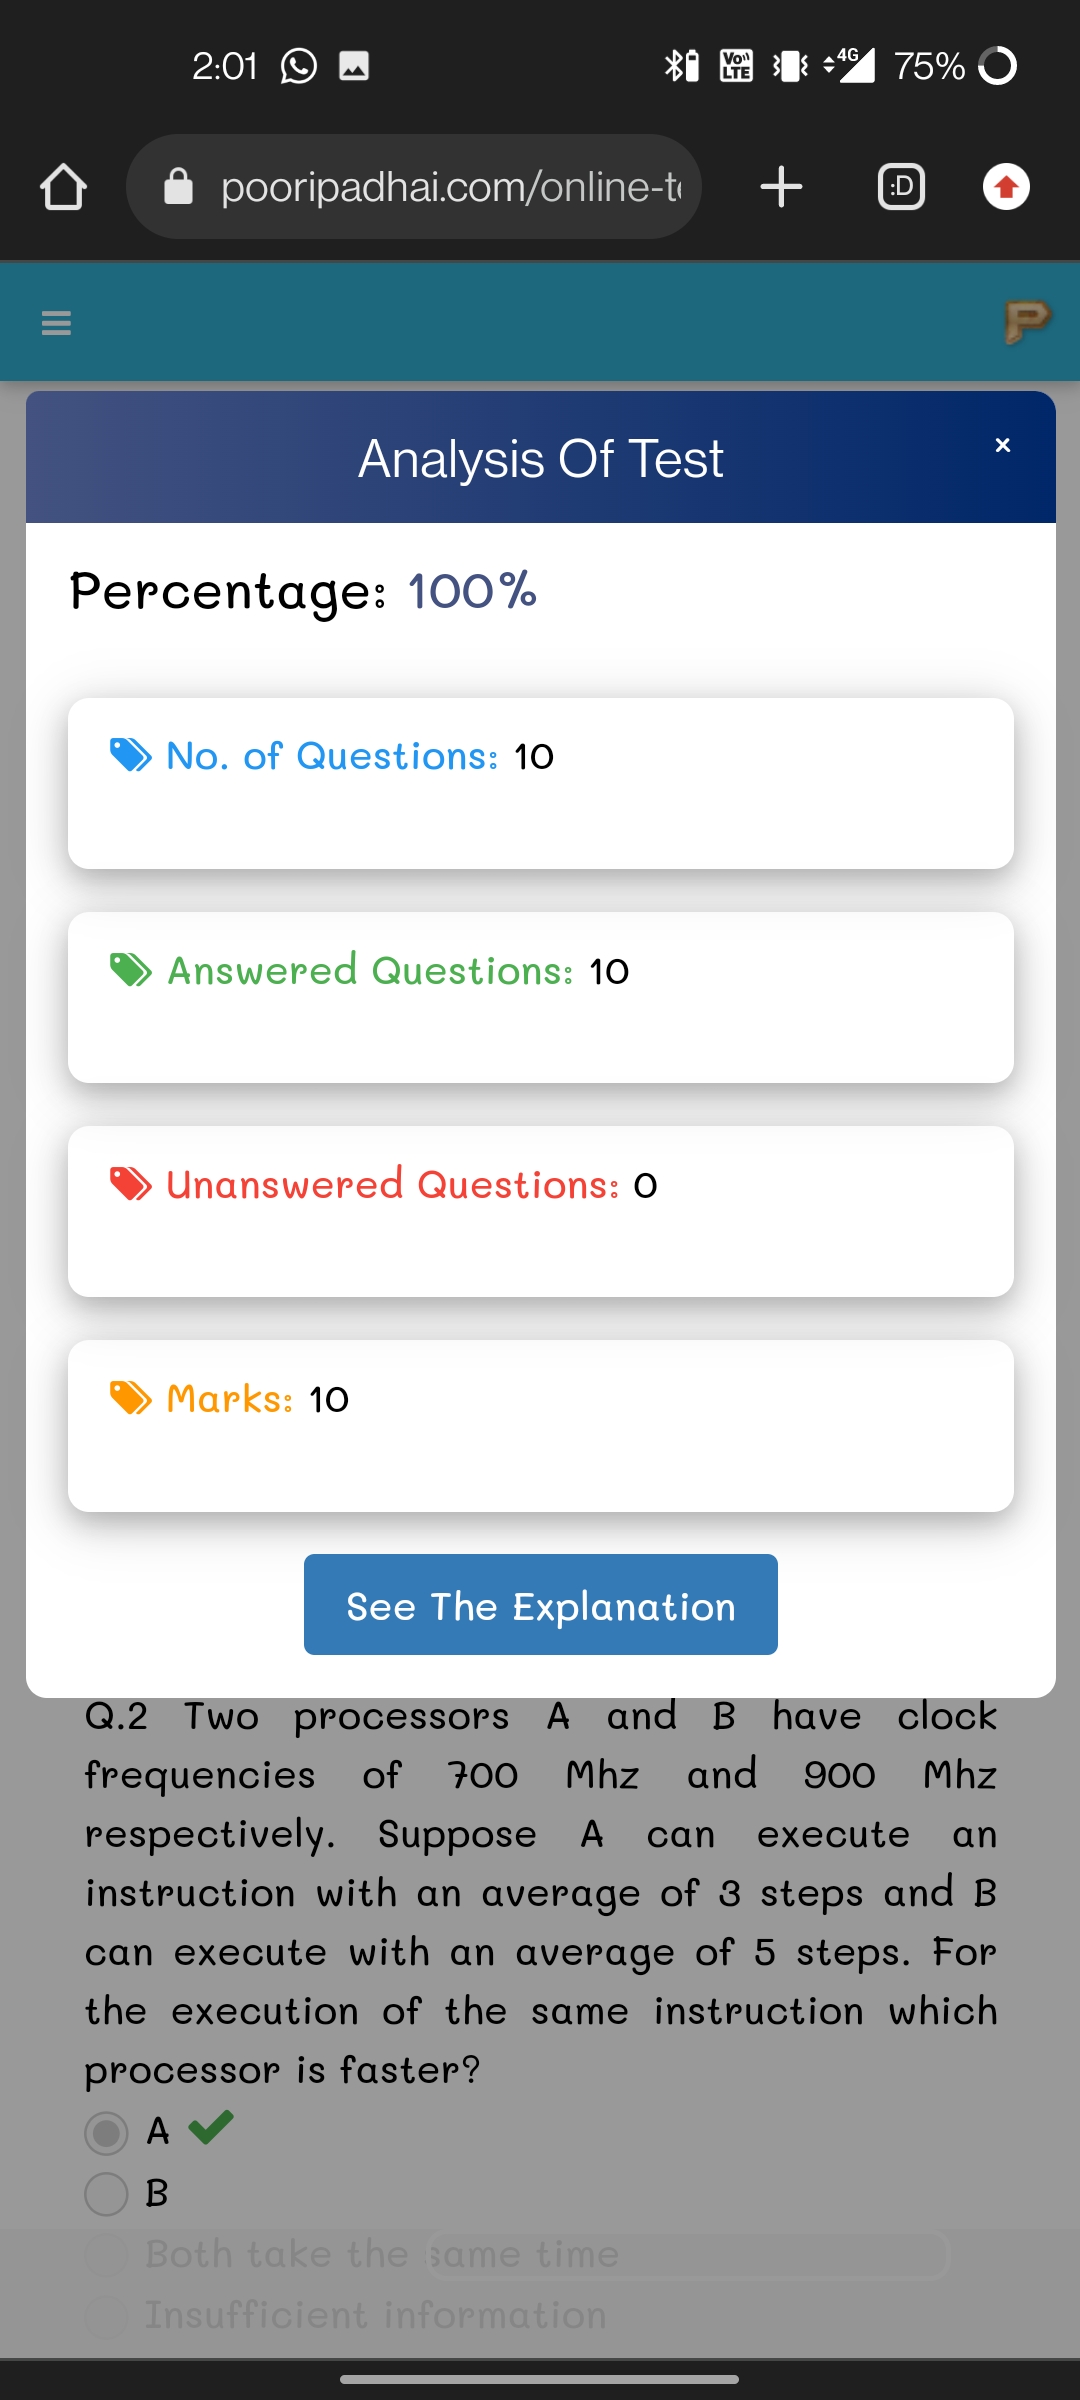 2:01
Vo))
LTE
4G
75%
pooripadhai.com/online-t
:D
P
Analysis Of Test
×
Percentage: 100%
No. of Questions: 10
Answered Questions: 10
Unanswered Questions: 0
Marks: 10
See The Explanation
Q.2 Two processors A and B have clock
frequencies of 700 Mhz and 900 Mhz
respectively. Suppose A can execute an
instruction with an average of 3 steps and B
can execute with an average of 5 steps. For
the execution of the same instruction which
processor is faster?
A
B
Both take the same time
Insufficient information